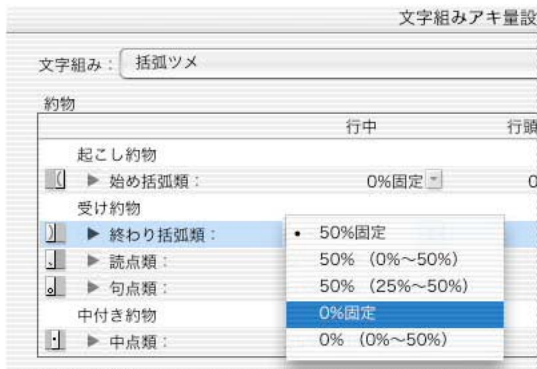 文字組みアキ量設
文字組み： 括弧ツメ
約物
行中 行頭
起こし約物
始め括弧類： 0%固定 0
受け約物
終わり括弧類： • 50%固定
読点類： 50% （0%～50%）
句点類： 50% （25%～50%）
中付き約物 0%固定
中点類： 0% （0%～50%）